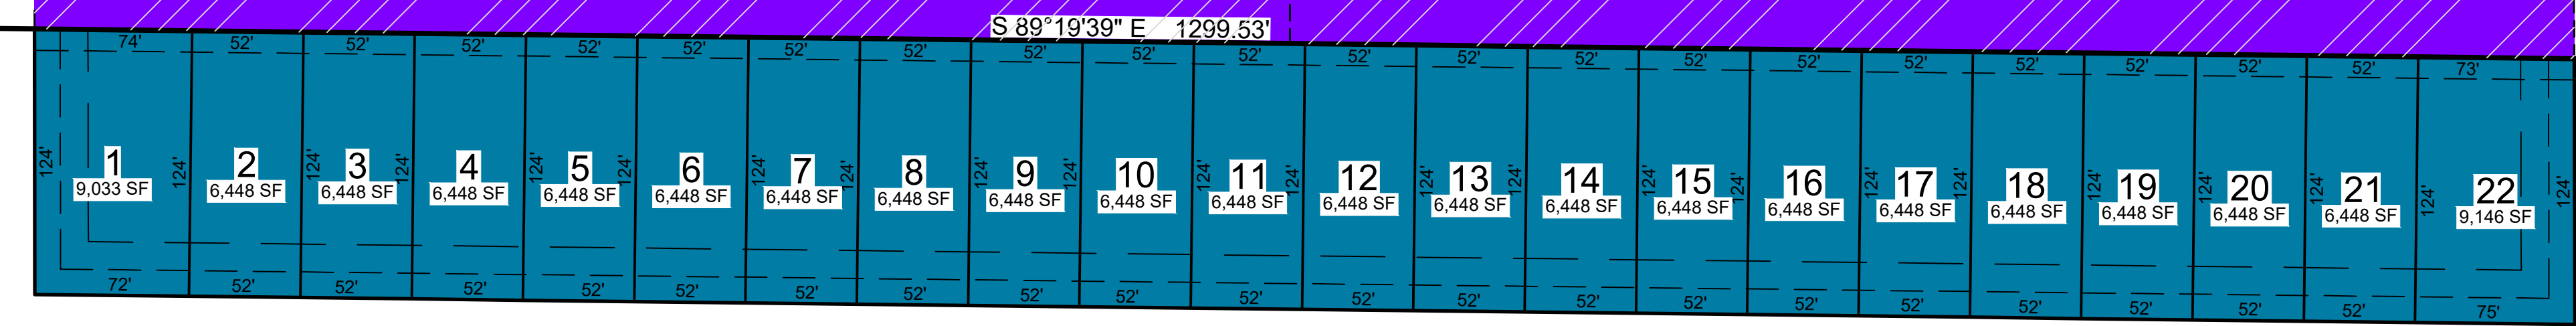 S 89°19'39" E 1299.53'
74' 52' 52' 52' 52' 52' 52' 52' 52' 52' 52' 52' 52' 52' 52' 52' 52' 52' 52' 52' 52' 73'
124' 1 124' 2 124' 3 124' 4 124' 5 124' 6 124' 7 124' 8 124' 9 124' 10 124' 11 124' 12 124' 13 124' 14 124' 15 124' 16 124' 17 124' 18 124' 19 124' 20 124' 21 124' 22 124'
9,033 SF 6,448 SF 6,448 SF 6,448 SF 6,448 SF 6,448 SF 6,448 SF 6,448 SF 6,448 SF 6,448 SF 6,448 SF 6,448 SF 6,448 SF 6,448 SF 6,448 SF 6,448 SF 6,448 SF 6,448 SF 6,448 SF 6,448 SF 6,448 SF 9,146 SF
72' 52' 52' 52' 52' 52' 52' 52' 52' 52' 52' 52' 52' 52' 52' 52' 52' 52' 52' 52' 52' 75'